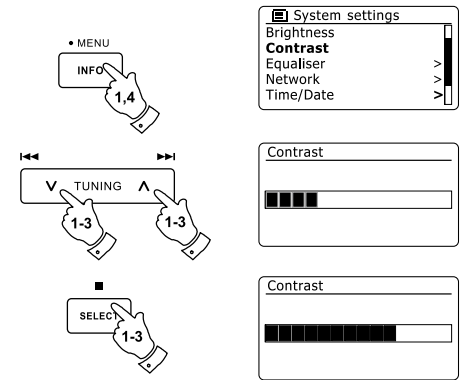 • MENU
INFO
1,4
TUNING
1-3
1-3
SELECT
1-3
System settings
Brightness
Contrast
Equaliser >
Network >
Time/Date >
Contrast
Contrast